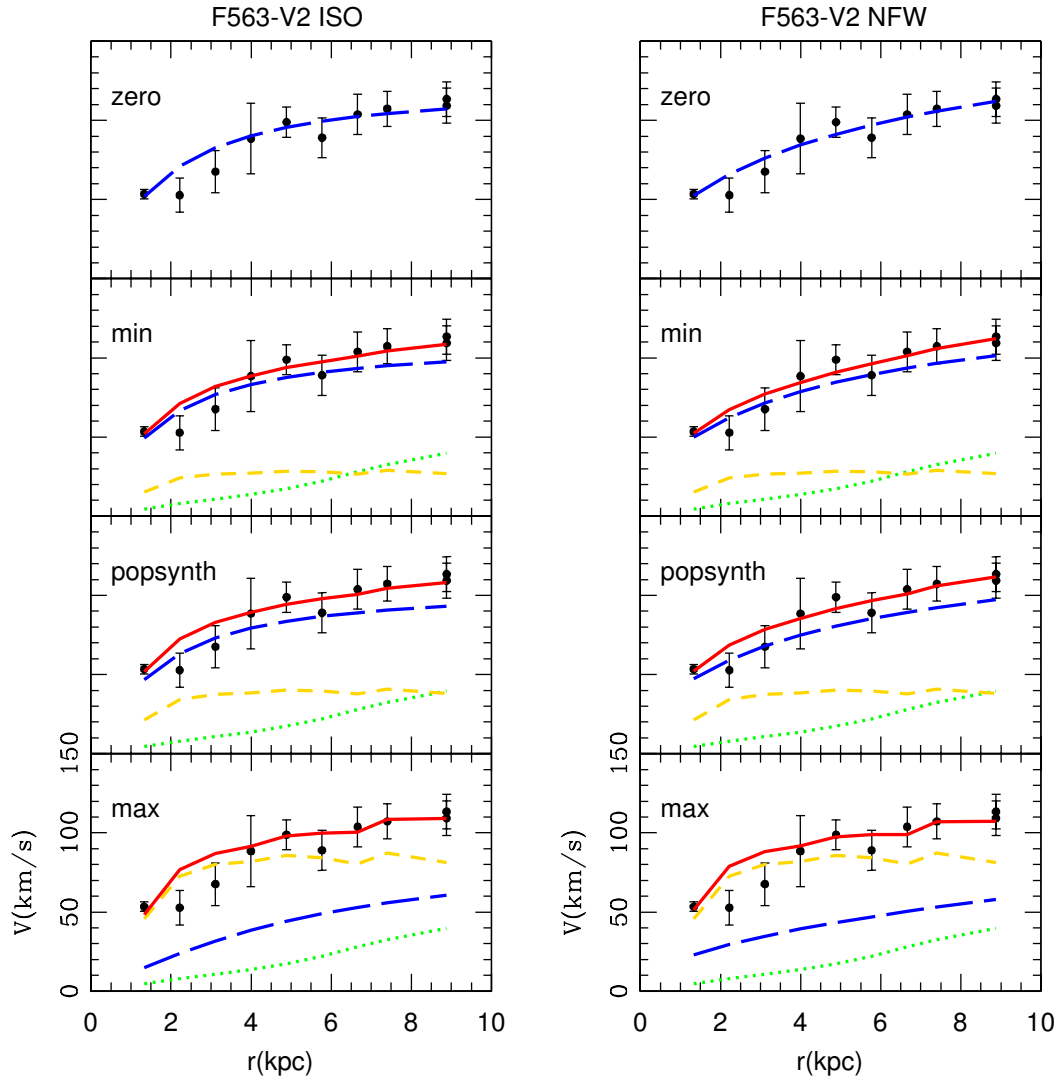 F563-V2 ISO
zero
min
popsynth
max
150
100
50
0
V(km/s)
0 2 4 6 8 10
r(kpc)
F563-V2 NFW
zero
min
popsynth
max
150
100
50
0
V(km/s)
0 2 4 6 8 10
r(kpc)